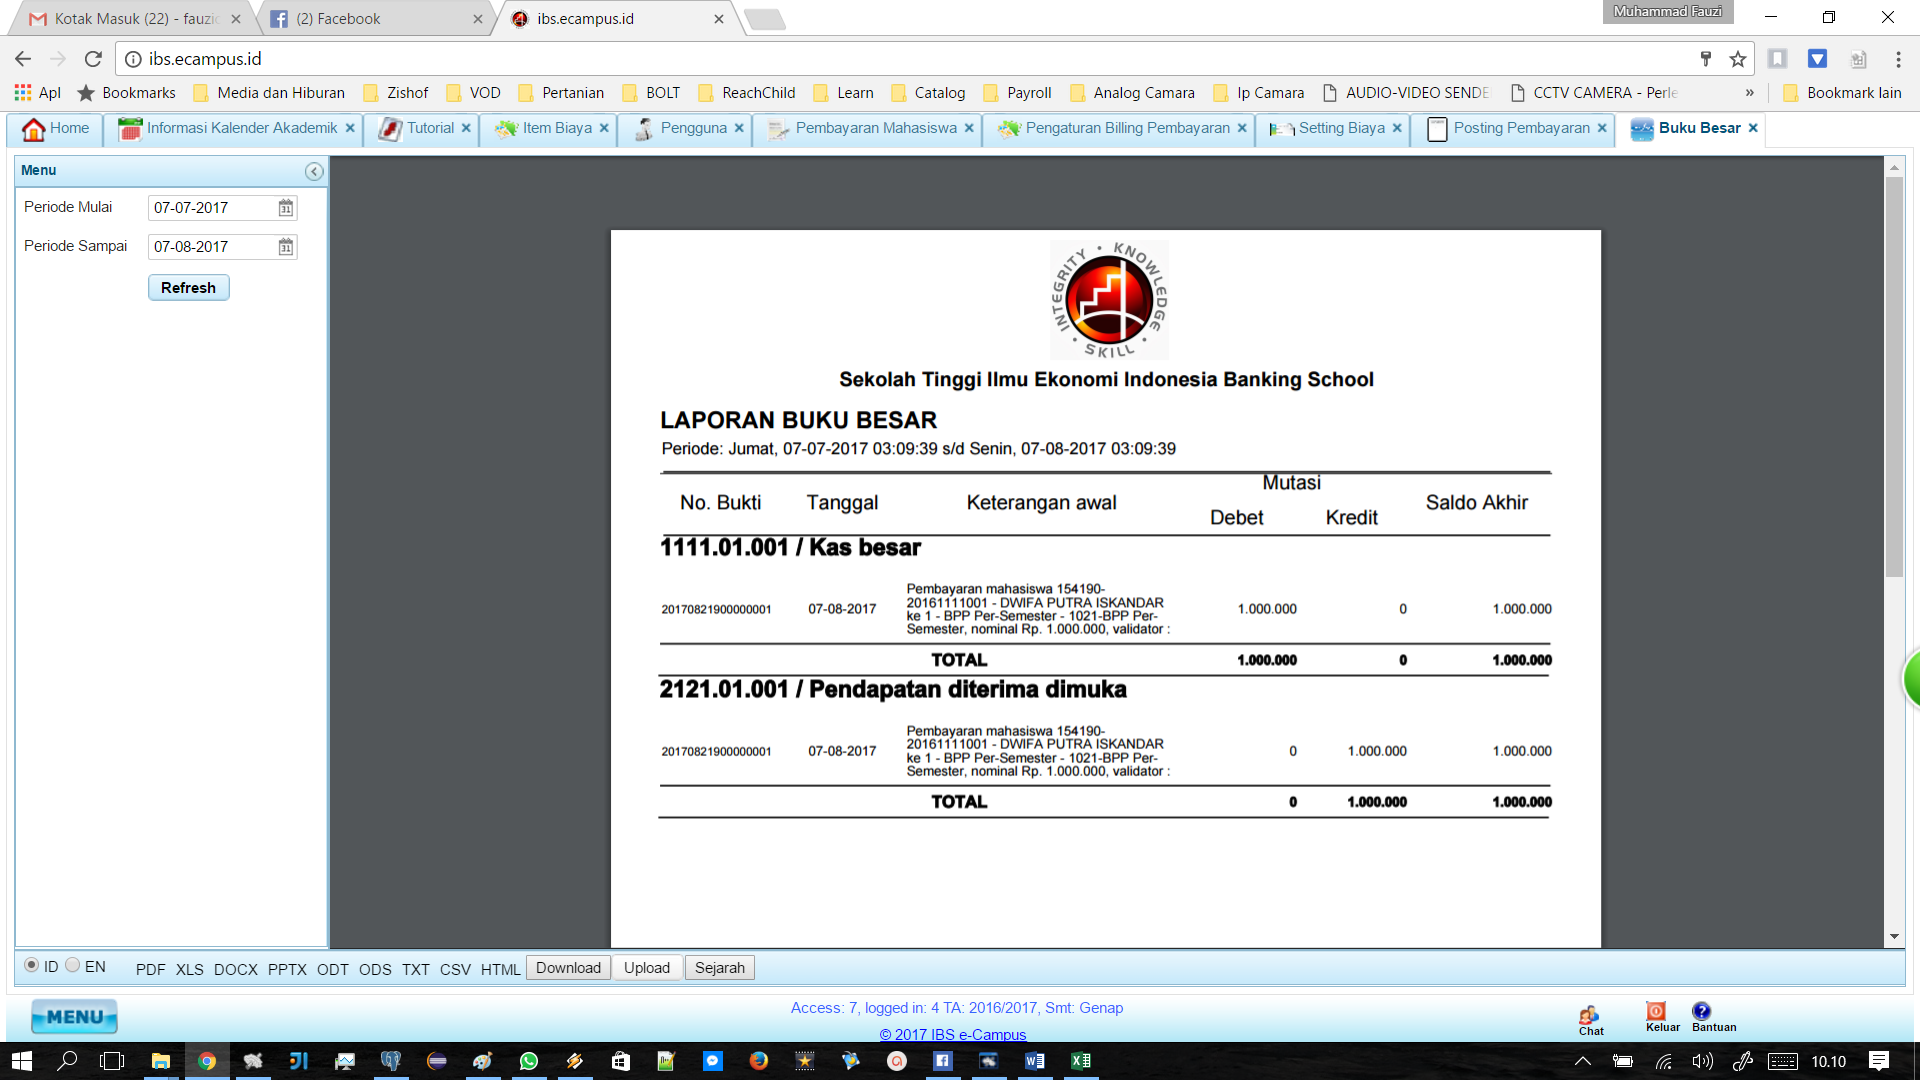 Kotak Masuk (22) - fauzi
(2) Facebook
ibs.ecampus.id
Muhammad Fauzi
ibs.ecampus.id
Apl
Bookmarks
Media dan Hiburan
Zishof
VOD
Pertanian
BOLT
ReachChild
Learn
Catalog
Payroll
Analog Camara
Ip Camara
AUDIO-VIDEO SENDE
CCTV CAMERA - Perle
»
Bookmark lain
Home
Informasi Kalender Akademik
Tutorial
Item Biaya
Pengguna
Pembayaran Mahasiswa
Pengaturan Billing Pembayaran
Setting Biaya
Posting Pembayaran
Buku Besar
Menu
Periode Mulai 07-07-2017
31
Periode Sampai 07-08-2017
31
Refresh
INTEGRITY · KNOWLEDGE · SKILL ·
Sekolah Tinggi Ilmu Ekonomi Indonesia Banking School
LAPORAN BUKU BESAR
Periode: Jumat, 07-07-2017 03:09:39 s/d Senin, 07-08-2017 03:09:39
Mutasi
No. Bukti Tanggal Keterangan awal Saldo Akhir
Debet Kredit
1111.01.001 / Kas besar
Pembayaran mahasiswa 154190-
20161111001 - DWIFA PUTRA ISKANDAR
ke 1 - BPP Per-Semester - 1021-BPP Per-
Semester, nominal Rp. 1.000.000, validator :
20170821900000001 07-08-2017 1.000.000 0 1.000.000
TOTAL 1.000.000 0 1.000.000
2121.01.001 / Pendapatan diterima dimuka
Pembayaran mahasiswa 154190-
20161111001 - DWIFA PUTRA ISKANDAR
ke 1 - BPP Per-Semester - 1021-BPP Per-
Semester, nominal Rp. 1.000.000, validator :
20170821900000001 07-08-2017 0 1.000.000 1.000.000
TOTAL 0 1.000.000 1.000.000
ID EN PDF XLS DOCX PPTX ODT ODS TXT CSV HTML Download Upload Sejarah
MENU
Access: 7, logged in: 4 TA: 2016/2017, Smt: Genap
© 2017 IBS e-Campus
Chat
Keluar
Bantuan
10.10